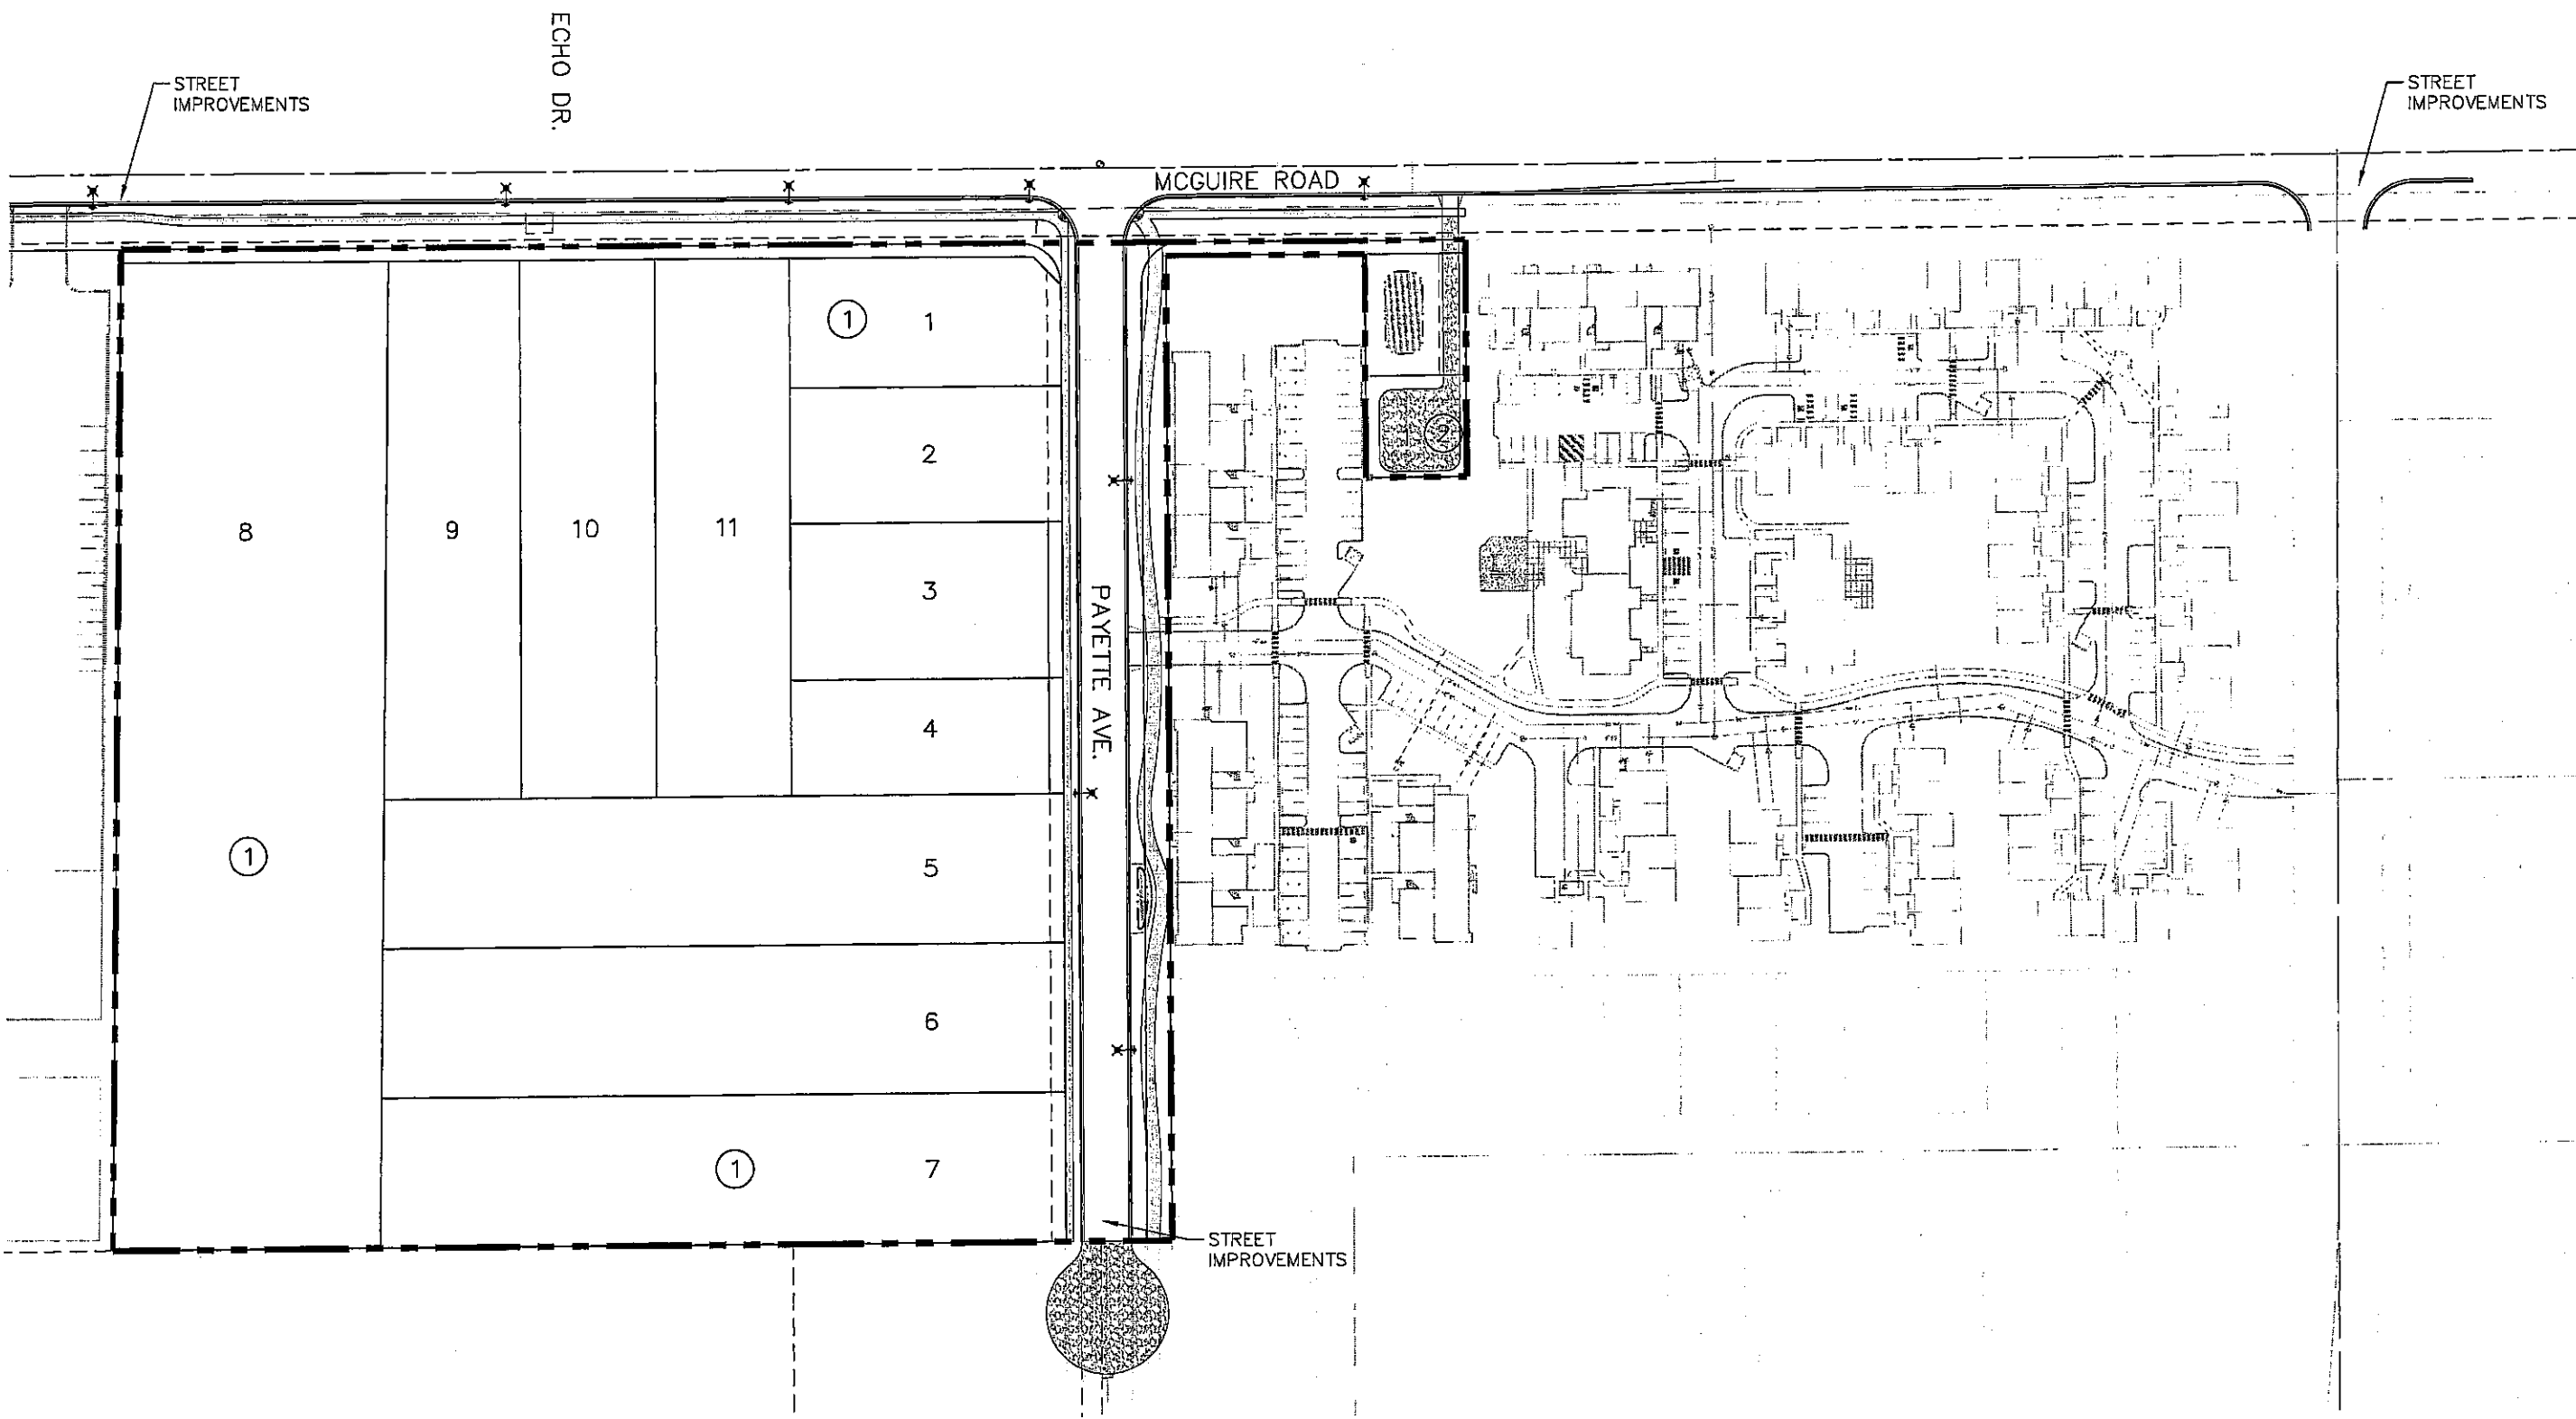 ECHO DR.
STREET
IMPROVEMENTS
STREET
IMPROVEMENTS
MCGUIRE ROAD
1
1
2
2
8
9
10
11
3
PAYETTE AVE.
4
1
5
6
1
7
STREET
IMPROVEMENTS